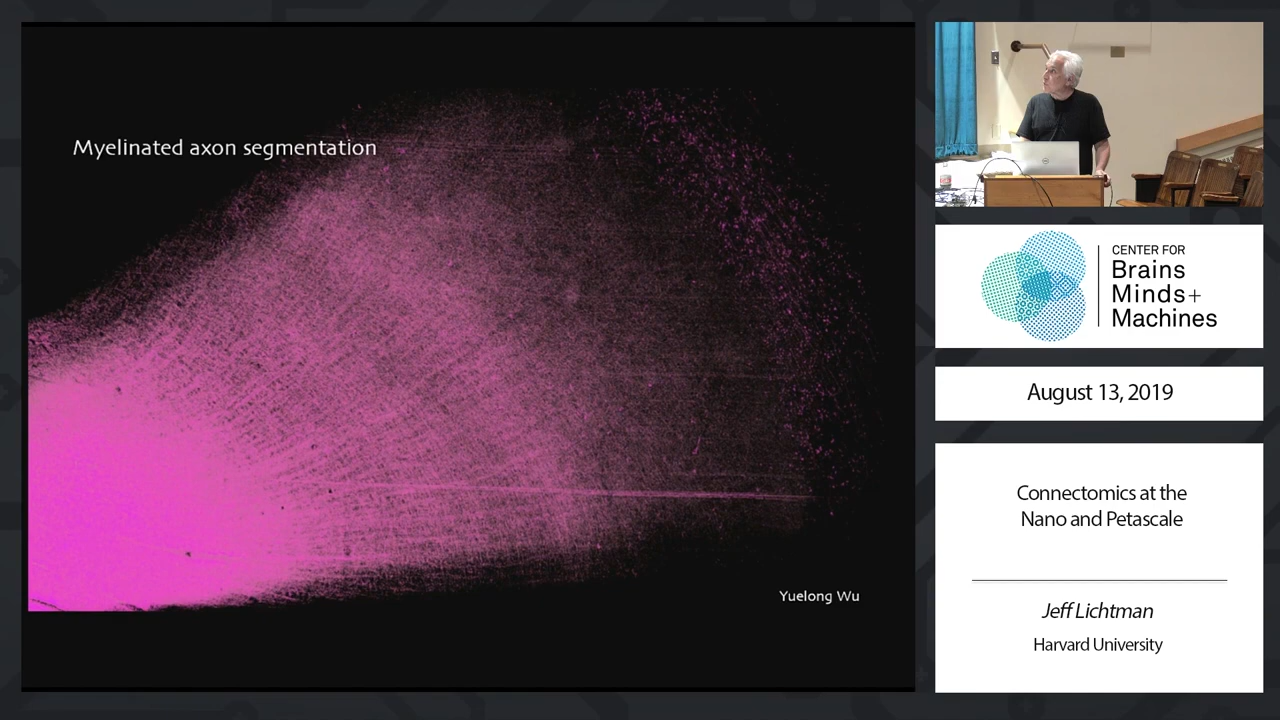 Myelinated axon segmentation
Yuelong Wu
CENTER FOR
Brains
Minds+
Machines
August 13, 2019
Connectomics at the
Nano and Petascale
Jeff Lichtman
Harvard University